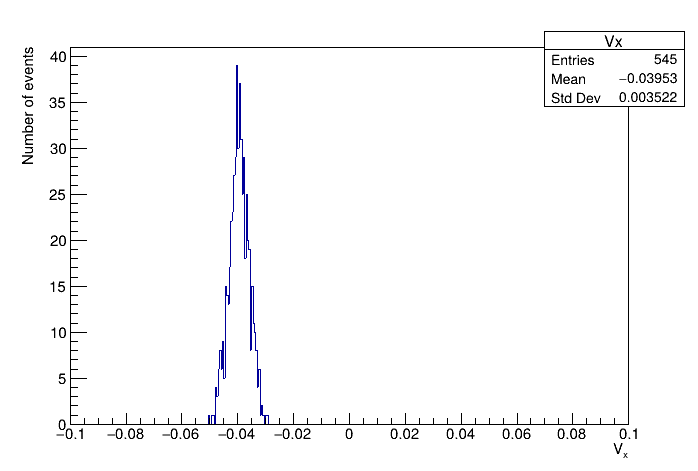 Vx
Entries 545
Mean −0.03953
Std Dev 0.003522
Number of events
40
35
30
25
20
15
10
5
0
−0.1 −0.08 −0.06 −0.04 −0.02 0 0.02 0.04 0.06 0.08 0.1
Vx